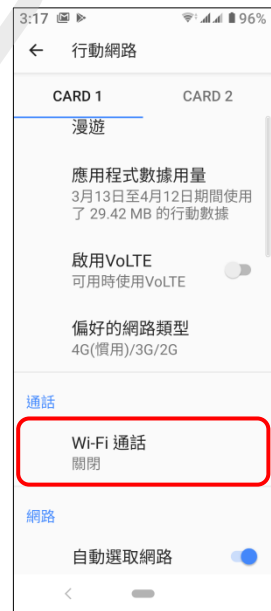 3:17 96%
行動網路
CARD 1 CARD 2
漫遊
應用程式數據用量
3月13日至4月12日期間使用
了 29.42 MB 的行動數據
啟用VoLTE
可用時使用VoLTE
偏好的網路類型
4G(慣用)/3G/2G
通話
Wi-Fi 通話
關閉
網路
自動選取網路